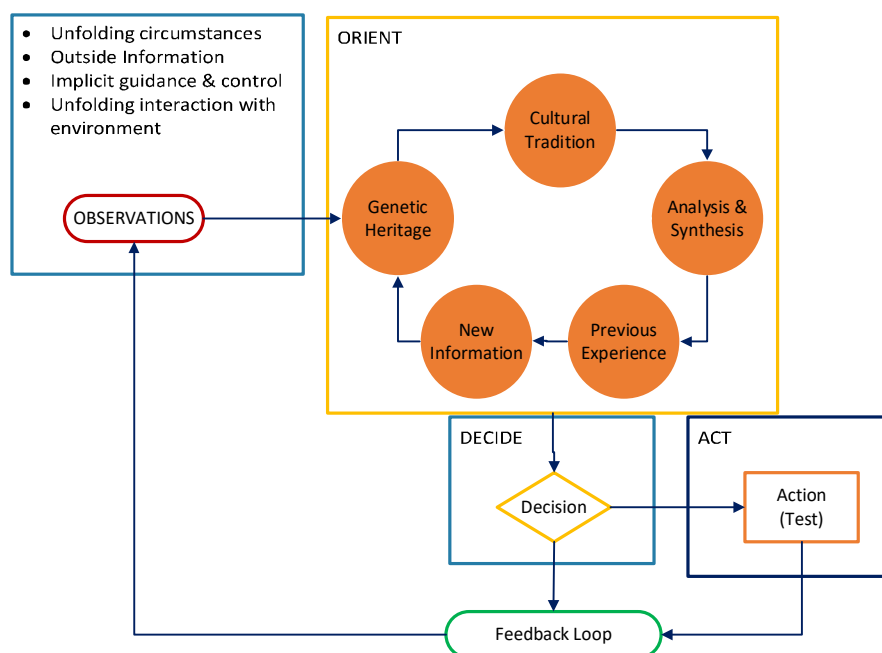 • Unfolding circumstances
• Outside Information
• Implicit guidance & control
• Unfolding interaction with
environment
OBSERVATIONS
ORIENT
Cultural
Tradition
Genetic
Heritage
Analysis &
Synthesis
New
Information
Previous
Experience
DECIDE
Decision
ACT
Action
(Test)
Feedback Loop